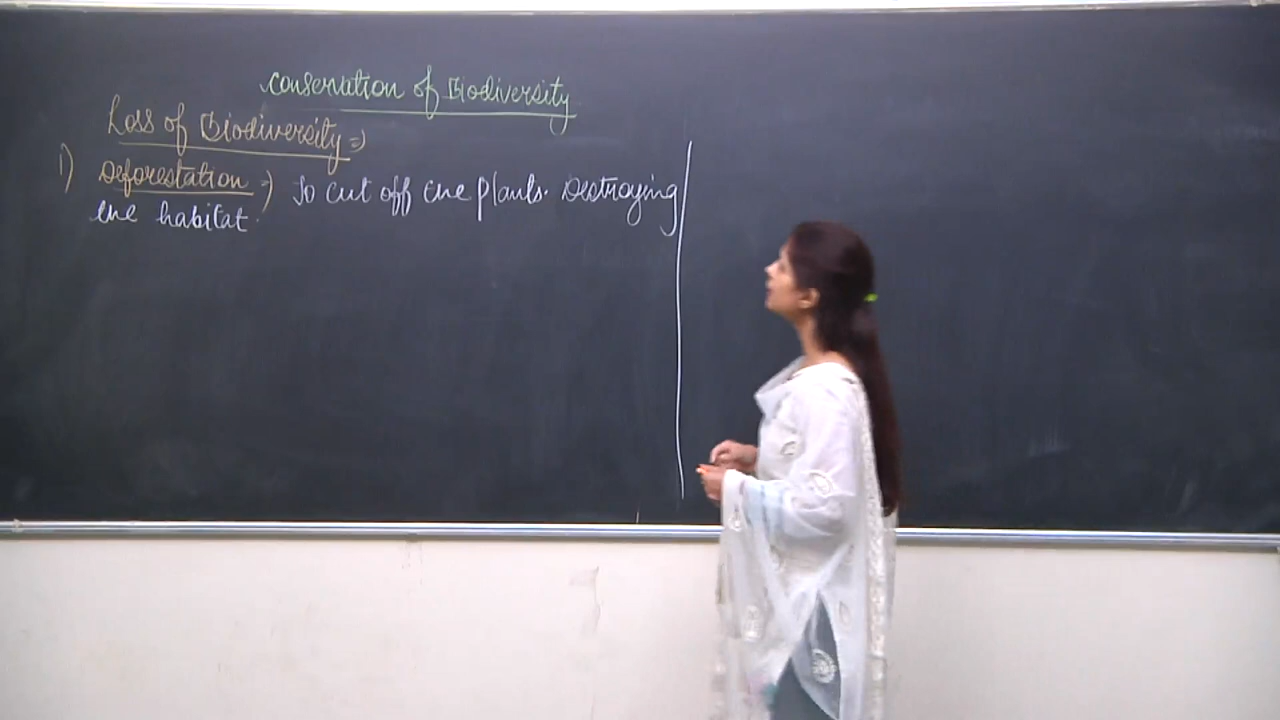 Conservation of Biodiversity
Loss of Biodiversity ⇒
1) Deforestation ⇒ To cut off the plants. Destroying
the habitat.